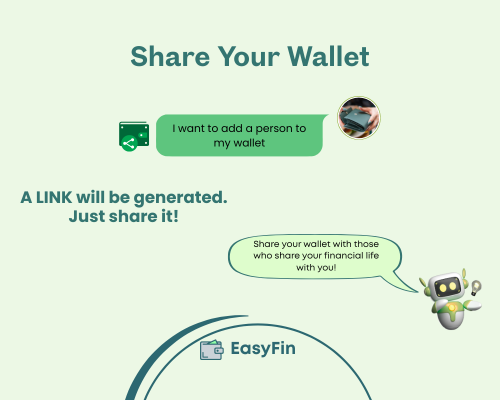 Share Your Wallet
I want to add a person to
my wallet
A LINK will be generated.
Just share it!
Share your wallet with those
who share your financial life
with you!
EasyFin